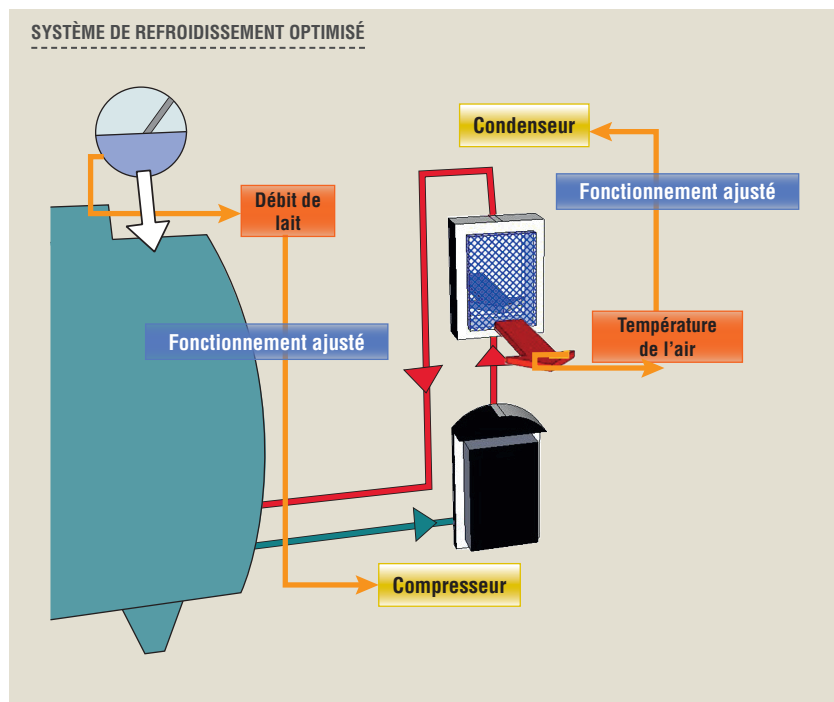 SYSTÈME DE REFROIDISSEMENT OPTIMISÉ
Condenseur
Fonctionnement ajusté
Débit de
lait
Température
de l'air
Fonctionnement ajusté
Compresseur